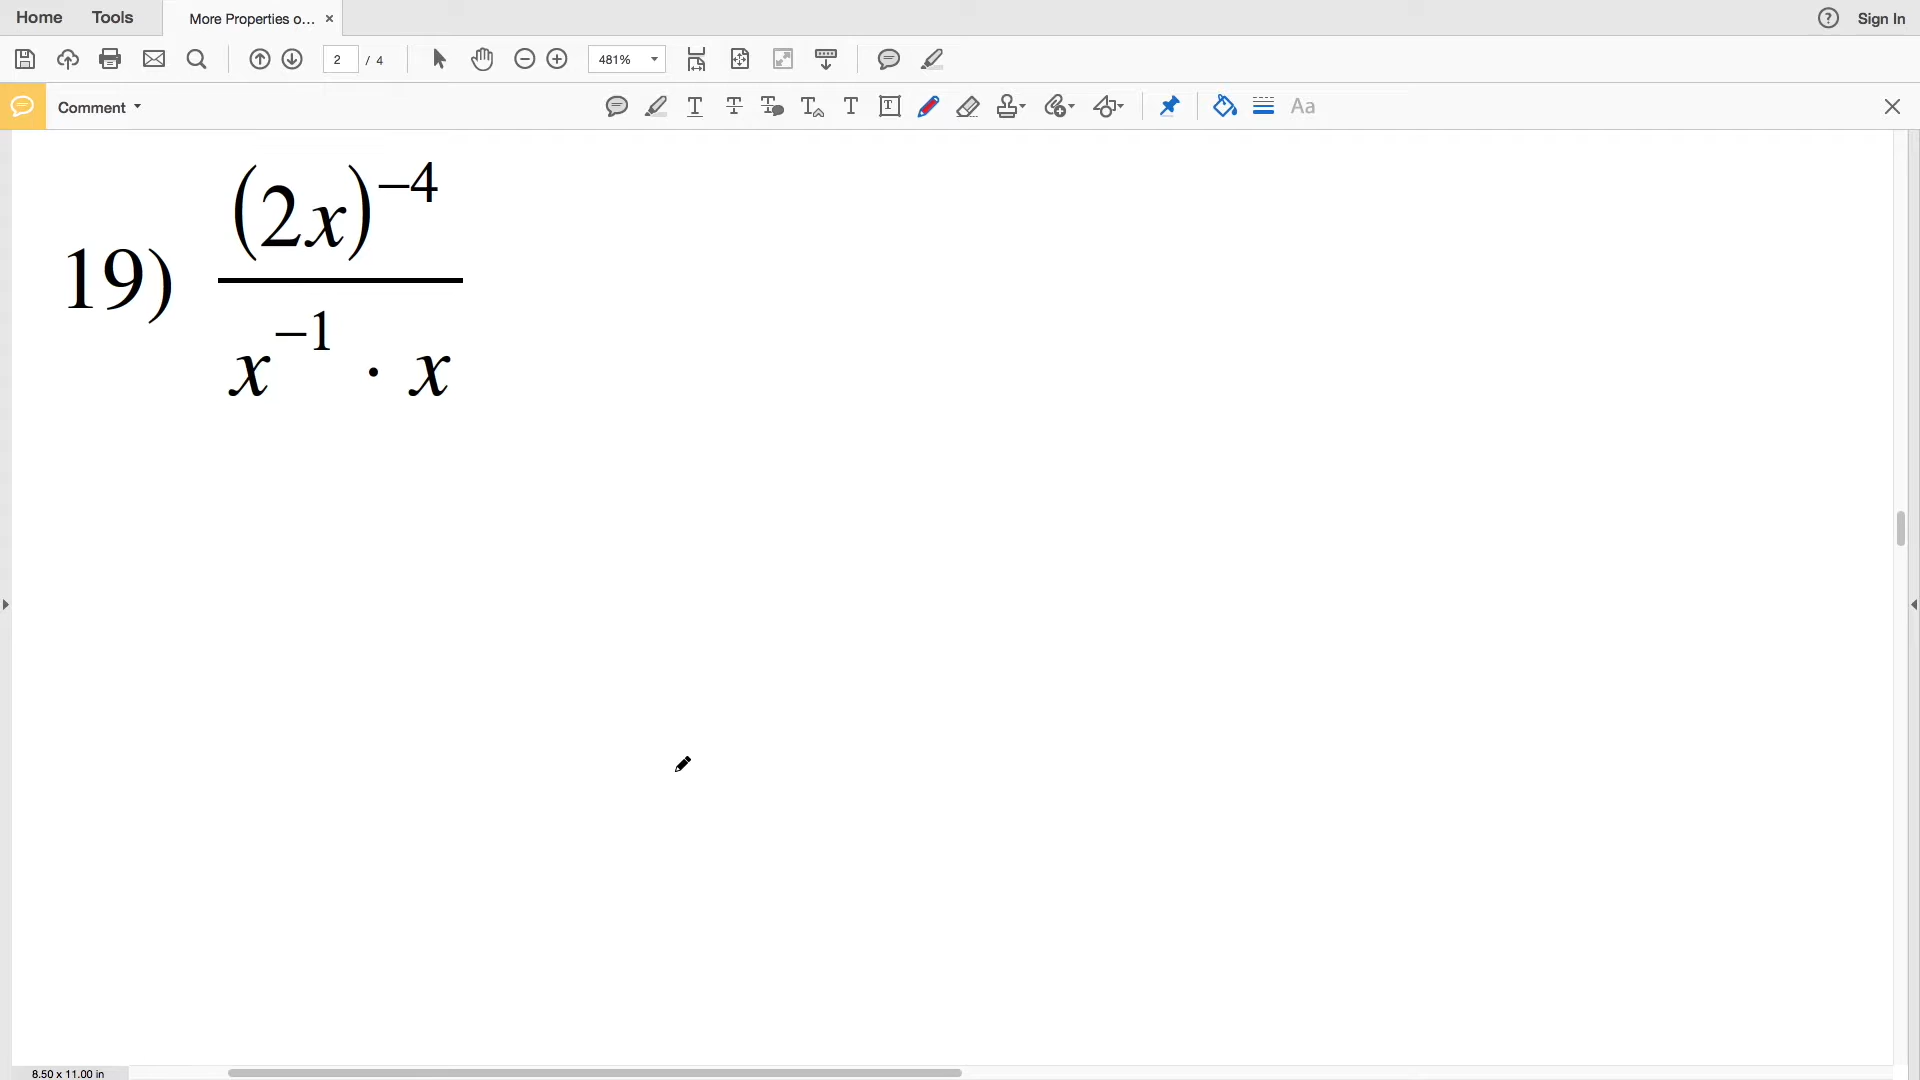 Home Tools More Properties o... × ? Sign In
2 / 4 481%
Comment T T T T T T Aa
19) (2x)^−4
x^−1 · x
8.50 x 11.00 in